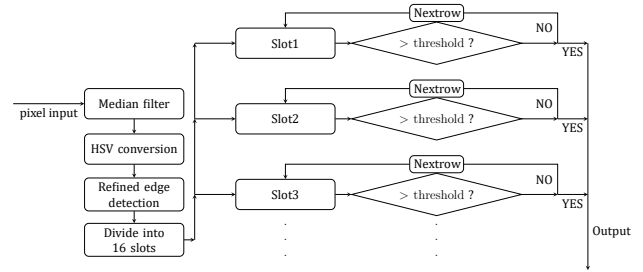 Nextrow
NO
Slot1
> threshold ?
YES
pixel input
Median filter
Nextrow
NO
Slot2
> threshold ?
YES
HSV conversion
Nextrow
NO
Refined edge
detection
Slot3
> threshold ?
YES
Divide into
16 slots
Output